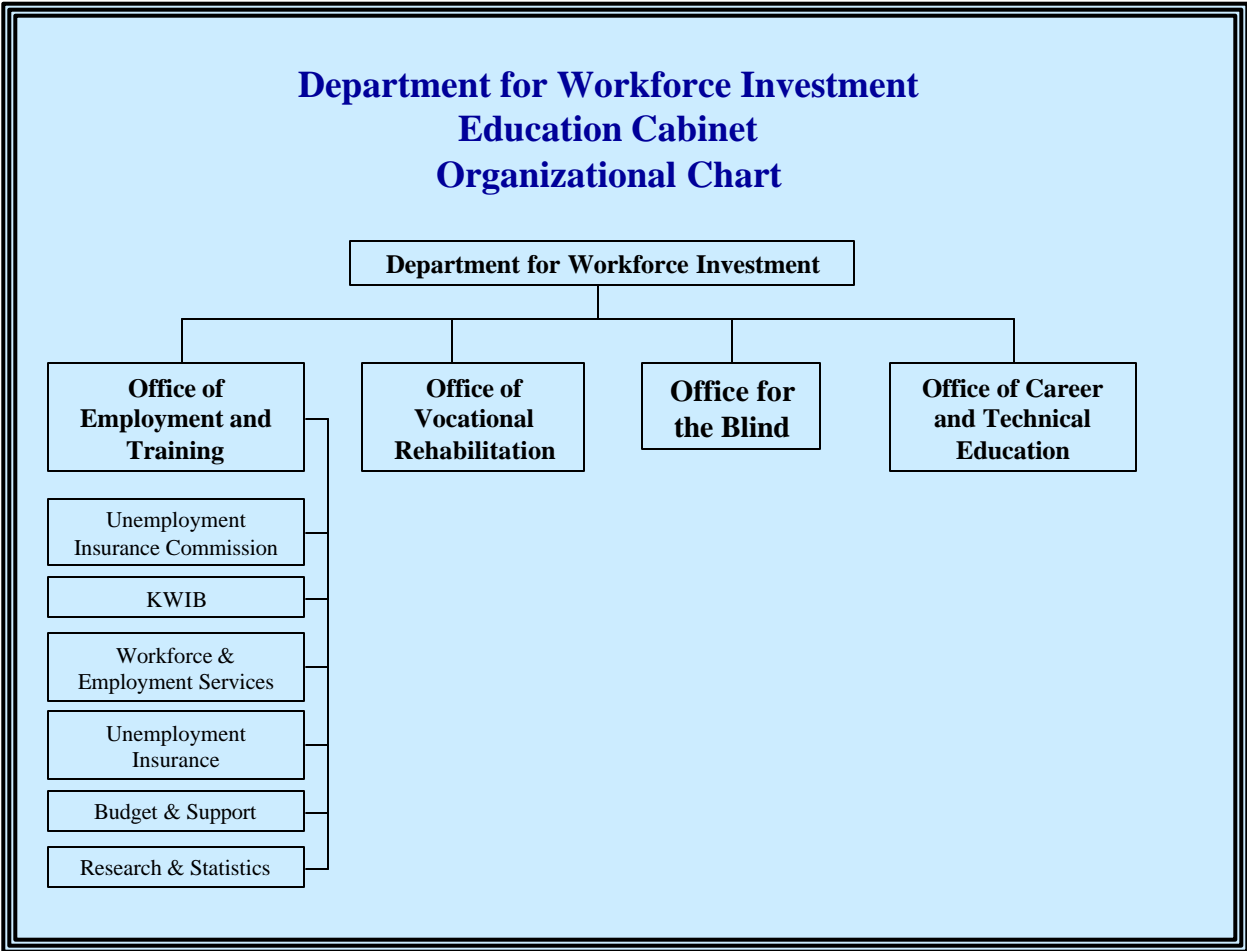 Department for Workforce Investment
Education Cabinet
Organizational Chart
Department for Workforce Investment
Office of
Employment and
Training
Office of
Vocational
Rehabilitation
Office for
the Blind
Office of Career
and Technical
Education
Unemployment
Insurance Commission
KWIB
Workforce &
Employment Services
Unemployment
Insurance
Budget & Support
Research & Statistics